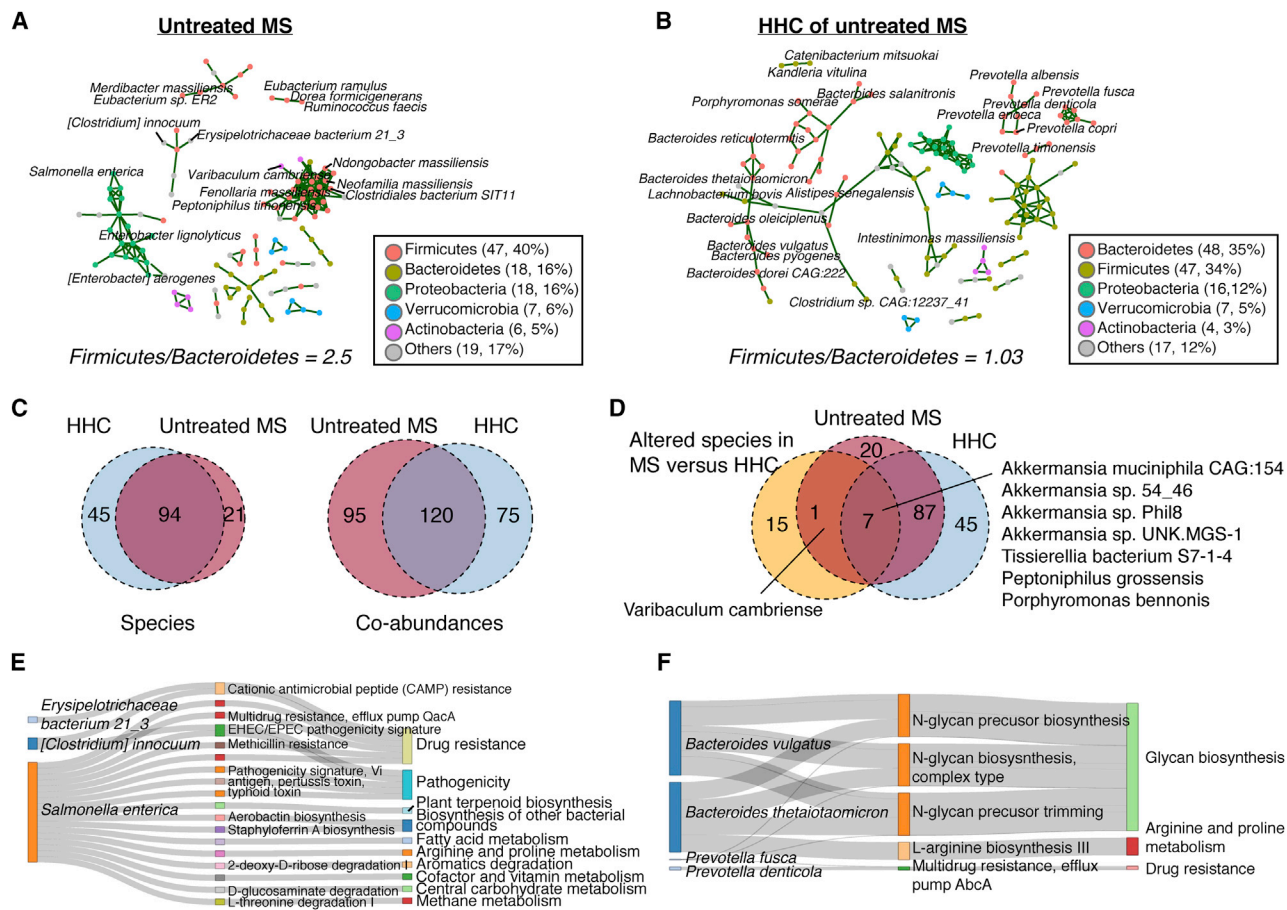 A
Untreated MS
Merdibacter massiliensis
Eubacterium sp. ER2
Eubacterium ramulus
Dorea formicigenerans
Ruminococcus faecis
[Clostridium] innocuum
Erysipelotrichaceae bacterium 21_3
Salmonella enterica
Ndongobacter massiliensis
Varibaculum cambriense
Neofamilia massiliensis
Fenollaria massiliensis
Clostridiales bacterium SIT11
Peptoniphilus timonensis
Enterobacter lignolyticus
[Enterobacter] aerogenes
Firmicutes (47, 40%)
Bacteroidetes (18, 16%)
Proteobacteria (18, 16%)
Verrucomicrobia (7, 6%)
Actinobacteria (6, 5%)
Others (19, 17%)
Firmicutes/Bacteroidetes = 2.5
B
HHC of untreated MS
Catenibacterium mitsuokai
Kandleria vitulina
Bacteroides salanitronis
Porphyromonas somerae
Bacteroides reticulotermitis
Bacteroides thetaiotaomicron
Lachnobacterium bovis
Alistipes senegalensis
Bacteroides oleiciplenus
Bacteroides vulgatus
Bacteroides pyogenes
Bacteroides dorei CAG:222
Clostridium sp. CAG:12237_41
Intestinimonas massiliensis
Prevotella albensis
Prevotella fusca
Prevotella denticola
Prevotella enoeca
Prevotella copri
Prevotella timonensis
Bacteroidetes (48, 35%)
Firmicutes (47, 34%)
Proteobacteria (16,12%)
Verrucomicrobia (7, 5%)
Actinobacteria (4, 3%)
Others (17, 12%)
Firmicutes/Bacteroidetes = 1.03
C
HHC
Untreated MS
45
94
21
Species
Untreated MS
HHC
95
120
75
Co-abundances
D
Untreated MS
Altered species in
MS versus HHC
HHC
20
15
1
7
87
45
Varibaculum cambriense
Akkermansia muciniphila CAG:154
Akkermansia sp. 54_46
Akkermansia sp. Phil8
Akkermansia sp. UNK.MGS-1
Tissierellia bacterium S7-1-4
Peptoniphilus grossensis
Porphyromonas bennonis
E
Erysipelotrichaceae
bacterium 21_3
[Clostridium] innocuum
Salmonella enterica
Cationic antimicrobial peptide (CAMP) resistance
Multidrug resistance, efflux pump QacA
EHEC/EPEC pathogenicity signature
Methicillin resistance
Pathogenicity signature, Vi
antigen, pertussis toxin,
typhoid toxin
Aerobactin biosynthesis
Staphyloferrin A biosynthesis
2-deoxy-D-ribose degradation
D-glucosaminate degradation
L-threonine degradation I
Drug resistance
Pathogenicity
Plant terpenoid biosynthesis
Biosynthesis of other bacterial
compounds
Fatty acid metabolism
Arginine and proline metabolism
Aromatics degradation
Cofactor and vitamin metabolism
Central carbohydrate metabolism
Methane metabolism
F
Bacteroides vulgatus
Bacteroides thetaiotaomicron
Prevotella fusca
Prevotella denticola
N-glycan precusor biosynthesis
N-glycan bisoysnthesis,
complex type
N-glycan precusor trimming
L-arginine biosynthesis III
Multidrug resistance, efflux
pump AbcA
Glycan biosynthesis
Arginine and proline
metabolism
Drug resistance